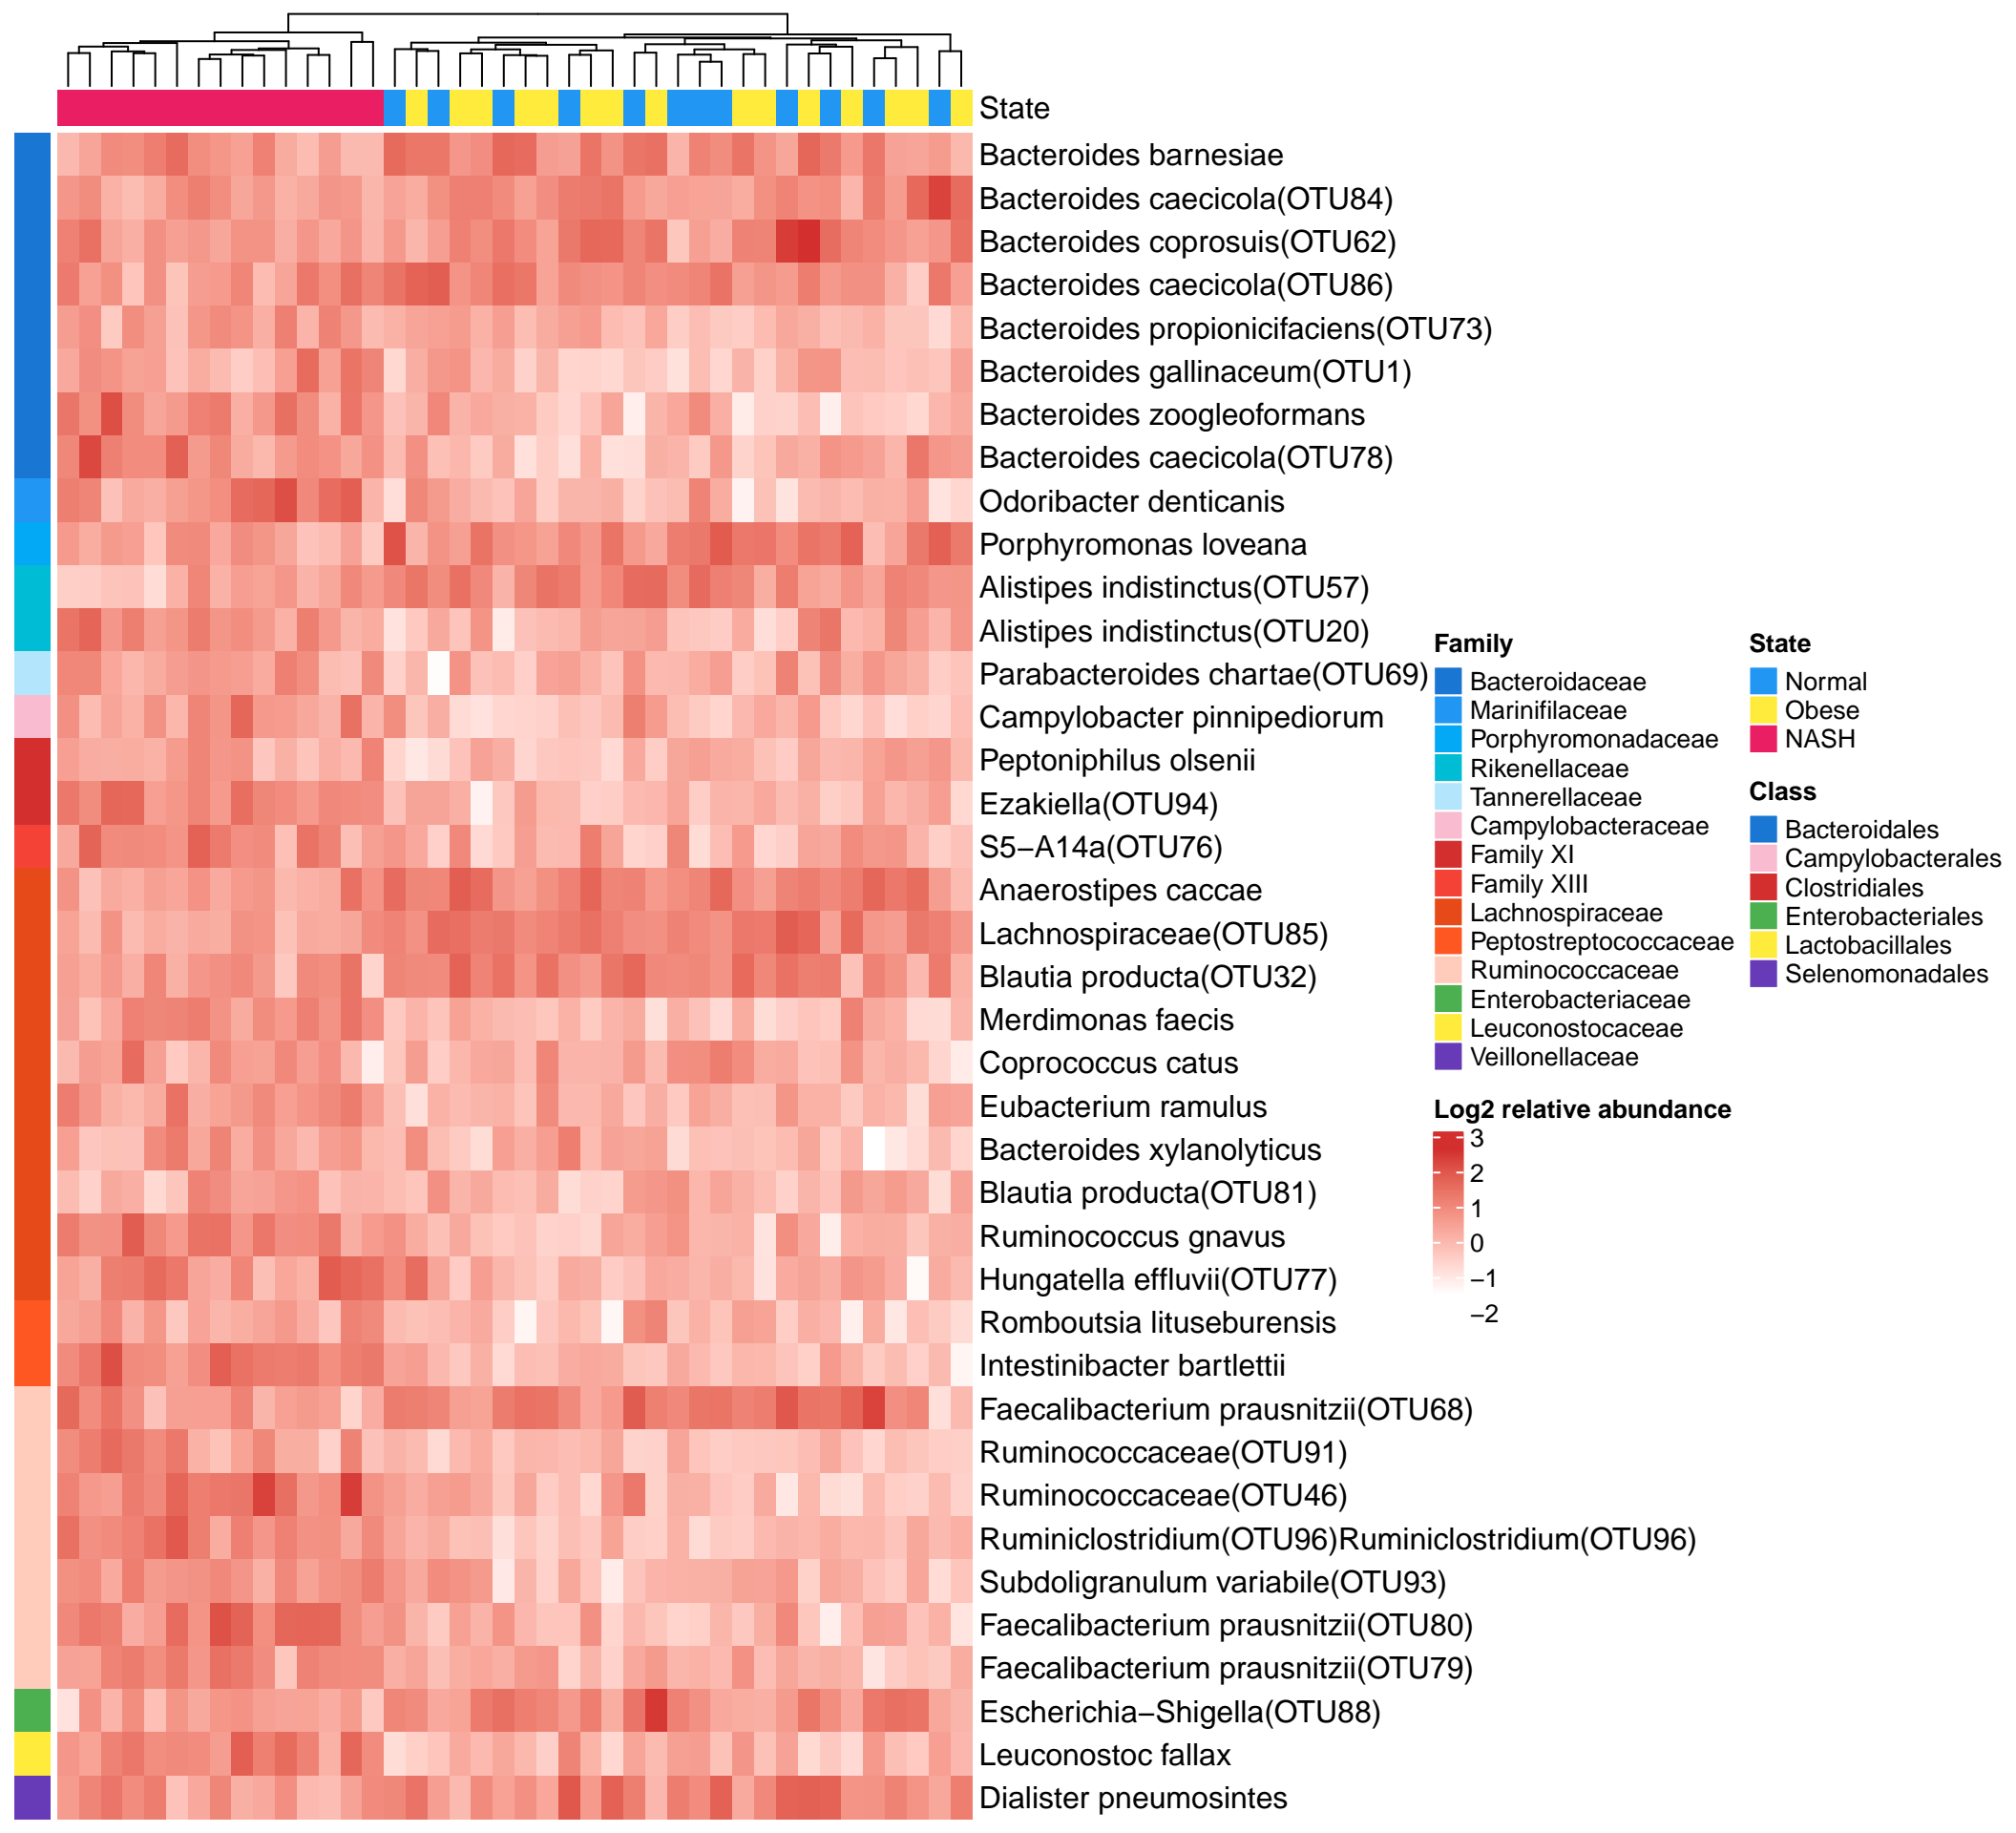 State
Bacteroides barnesiae
Bacteroides caecicola(OTU84)
Bacteroides coprosuis(OTU62)
Bacteroides caecicola(OTU86)
Bacteroides propionicifaciens(OTU73)
Bacteroides gallinaceum(OTU1)
Bacteroides zoogleoformans
Bacteroides caecicola(OTU78)
Odoribacter denticanis
Porphyromonas loveana
Alistipes indistinctus(OTU57)
Alistipes indistinctus(OTU20)
Parabacteroides chartae(OTU69)
Campylobacter pinnipediorum
Peptoniphilus olsenii
Ezakiella(OTU94)
S5−A14a(OTU76)
Anaerostipes caccae
Lachnospiraceae(OTU85)
Blautia producta(OTU32)
Merdimonas faecis
Coprococcus catus
Eubacterium ramulus
Bacteroides xylanolyticus
Blautia producta(OTU81)
Ruminococcus gnavus
Hungatella effluvii(OTU77)
Romboutsia lituseburensis
Intestinibacter bartlettii
Faecalibacterium prausnitzii(OTU68)
Ruminococcaceae(OTU91)
Ruminococcaceae(OTU46)
Ruminiclostridium(OTU96)Ruminiclostridium(OTU96)
Subdoligranulum variabile(OTU93)
Faecalibacterium prausnitzii(OTU80)
Faecalibacterium prausnitzii(OTU79)
Escherichia−Shigella(OTU88)
Leuconostoc fallax
Dialister pneumosintes
Family
Bacteroidaceae
Marinifilaceae
Porphyromonadaceae
Rikenellaceae
Tannerellaceae
Campylobacteraceae
Family XI
Family XIII
Lachnospiraceae
Peptostreptococcaceae
Ruminococcaceae
Enterobacteriaceae
Leuconostocaceae
Veillonellaceae
State
Normal
Obese
NASH
Class
Bacteroidales
Campylobacterales
Clostridiales
Enterobacteriales
Lactobacillales
Selenomonadales
Log2 relative abundance
3
2
1
0
−1
−2